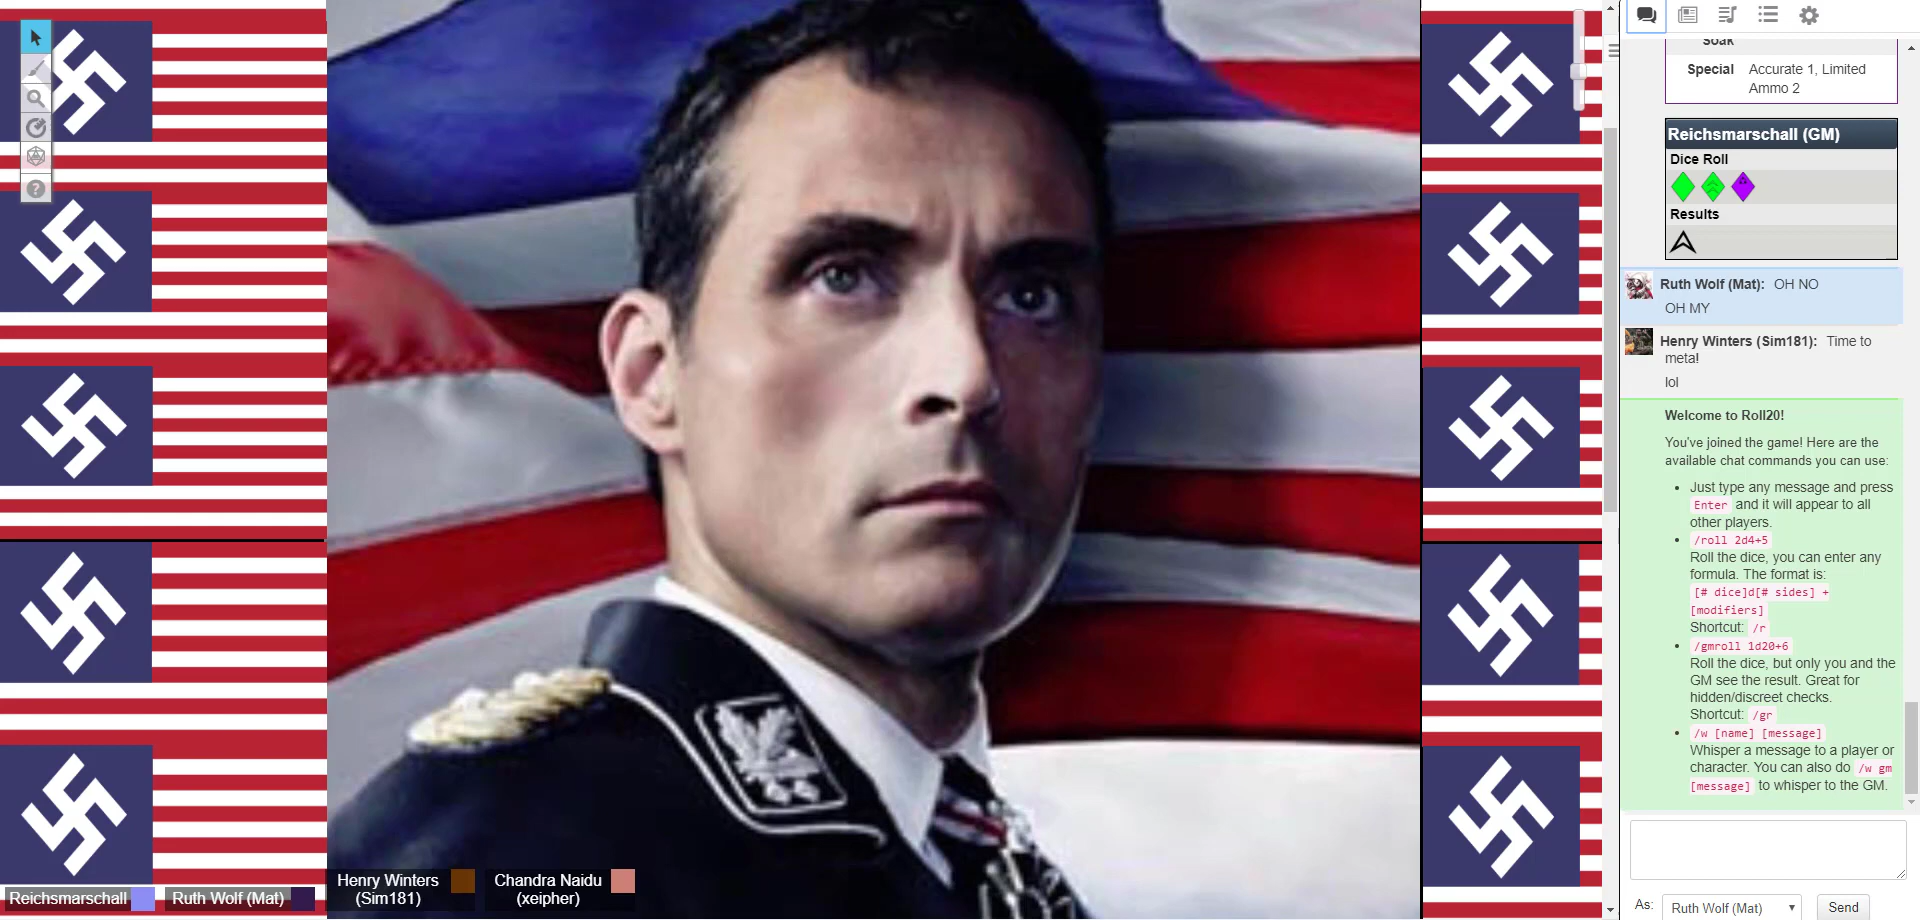 Soak
Special Accurate 1, Limited
Ammo 2
Reichsmarschall (GM)
Dice Roll
Results
Ruth Wolf (Mat): OH NO
OH MY
Henry Winters (Sim181): Time to
meta!
lol
Welcome to Roll20!
You've joined the game! Here are the
available chat commands you can use:
Just type any message and press
Enter and it will appear to all
other players.
/roll 2d4+5
Roll the dice, you can enter any
formula. The format is:
[# dice]d[# sides] +
[modifiers]
Shortcut: /r
/gmroll 1d20+6
Roll the dice, but only you and the
GM see the result. Great for
hidden/discreet checks.
Shortcut: /gr
/w [name] [message]
Whisper a message to a player or
character. You can also do /w gm
[message] to whisper to the GM.
As: Ruth Wolf (Mat) Send
Reichsmarschall
Ruth Wolf (Mat)
Henry Winters
(Sim181)
Chandra Naidu
(xeipher)